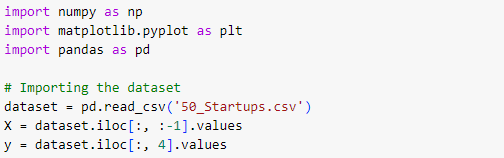 import numpy as np
import matplotlib.pyplot as plt
import pandas as pd
# Importing the dataset
dataset = pd.read_csv('50_Startups.csv')
X = dataset.iloc[:, :-1].values
y = dataset.iloc[:, 4].values